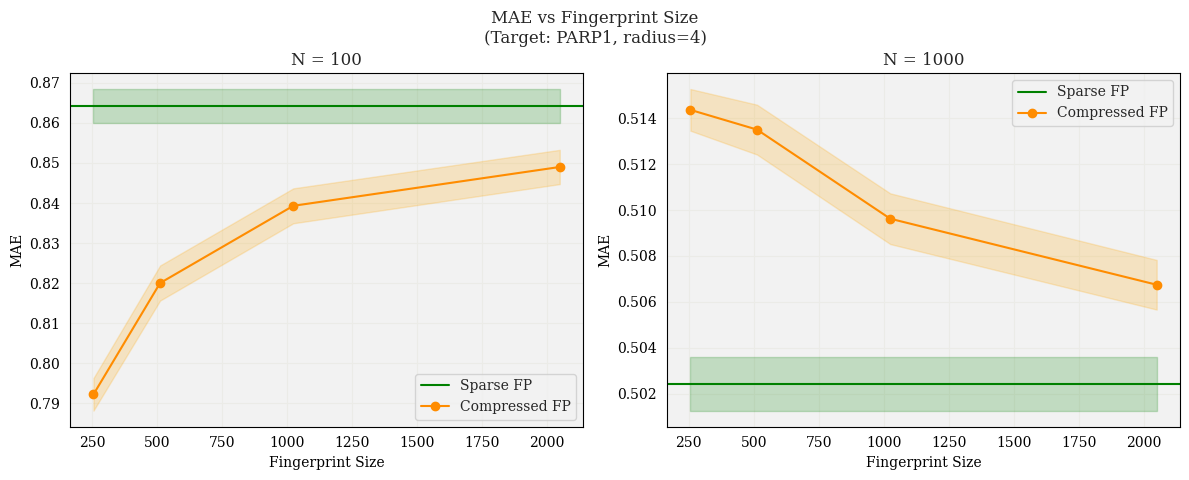 MAE vs Fingerprint Size
(Target: PARP1, radius=4)
N = 100
0.87
0.86
0.85
0.84
0.83
0.82
0.81
0.80
0.79
MAE
Sparse FP
Compressed FP
250 500 750 1000 1250 1500 1750 2000
Fingerprint Size
N = 1000
0.514
0.512
0.510
0.508
0.506
0.504
0.502
MAE
Sparse FP
Compressed FP
250 500 750 1000 1250 1500 1750 2000
Fingerprint Size